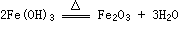 2Fe(OH)₃ ══△══ Fe₂O₃ + 3H₂O